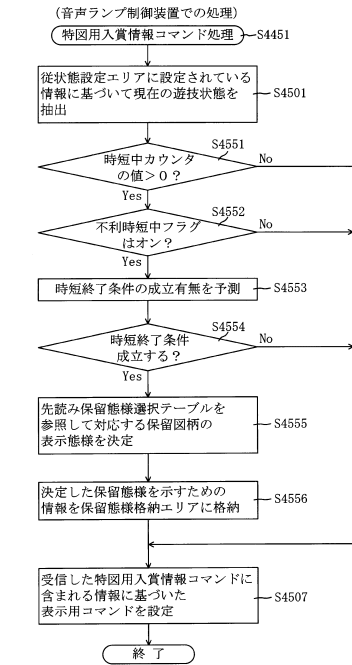 (音声ランプ制御装置での処理)
特図用入賞情報コマンド処理
S4451
従状態設定エリアに設定されている
情報に基づいて現在の遊技状態を
抽出
S4501
S4551
時短中カウンタ
の値>0?
No
Yes
S4552
不利時短中フラグ
はオン?
No
Yes
時短終了条件の成立有無を予測
S4553
S4554
時短終了条件
成立する?
No
Yes
先読み保留態様選択テーブルを
参照して対応する保留図柄の
表示態様を決定
S4555
決定した保留態様を示すための
情報を保留態様格納エリアに格納
S4556
受信した特図用入賞情報コマンドに
含まれる情報に基づいた
表示用コマンドを設定
S4507
終了